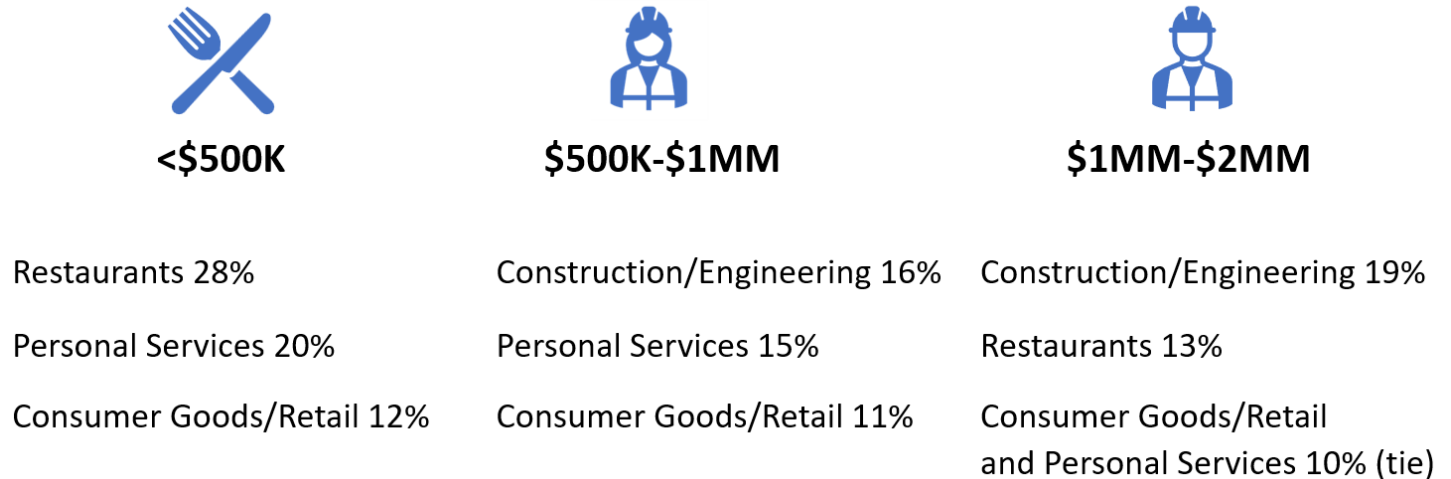 <$500K
Restaurants 28%
Personal Services 20%
Consumer Goods/Retail 12%
$500K-$1MM
Construction/Engineering 16%
Personal Services 15%
Consumer Goods/Retail 11%
$1MM-$2MM
Construction/Engineering 19%
Restaurants 13%
Consumer Goods/Retail
and Personal Services 10% (tie)